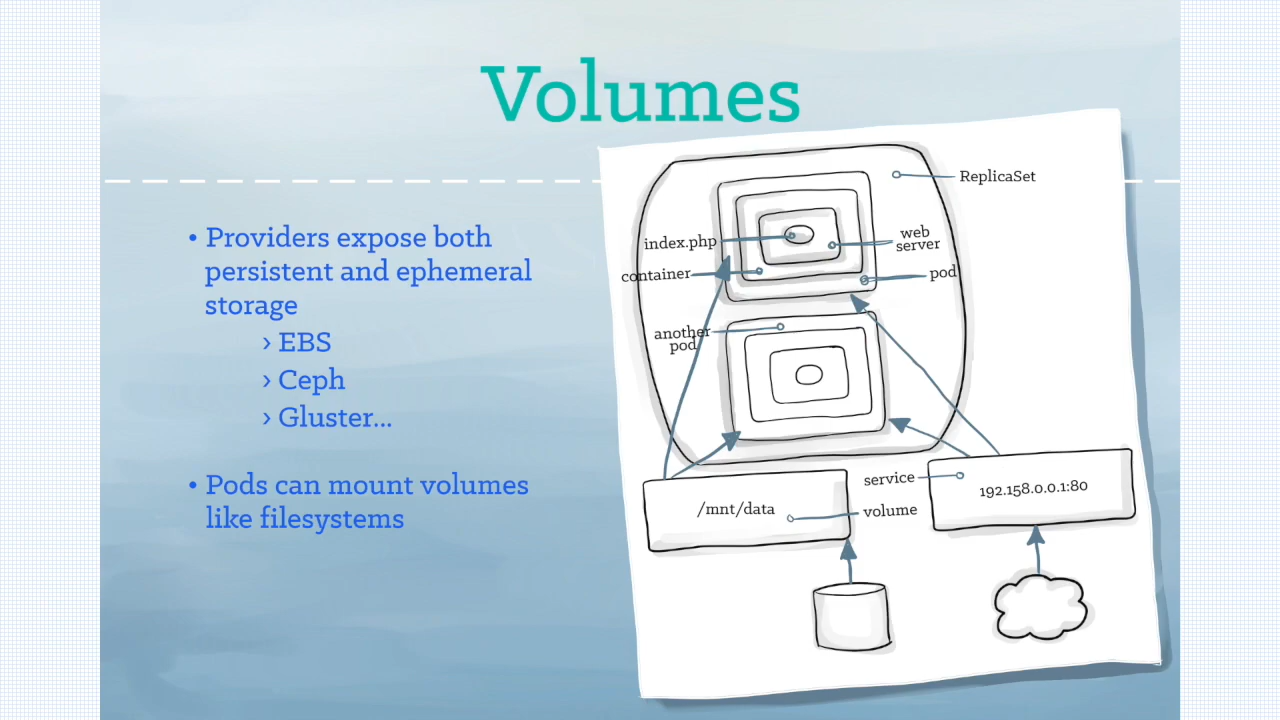 Volumes
• Providers expose both
persistent and ephemeral
storage
› EBS
› Ceph
› Gluster...
• Pods can mount volumes
like filesystems
ReplicaSet
index.php
web
server
container
pod
another
pod
service
192.158.0.0.1:80
/mnt/data
volume